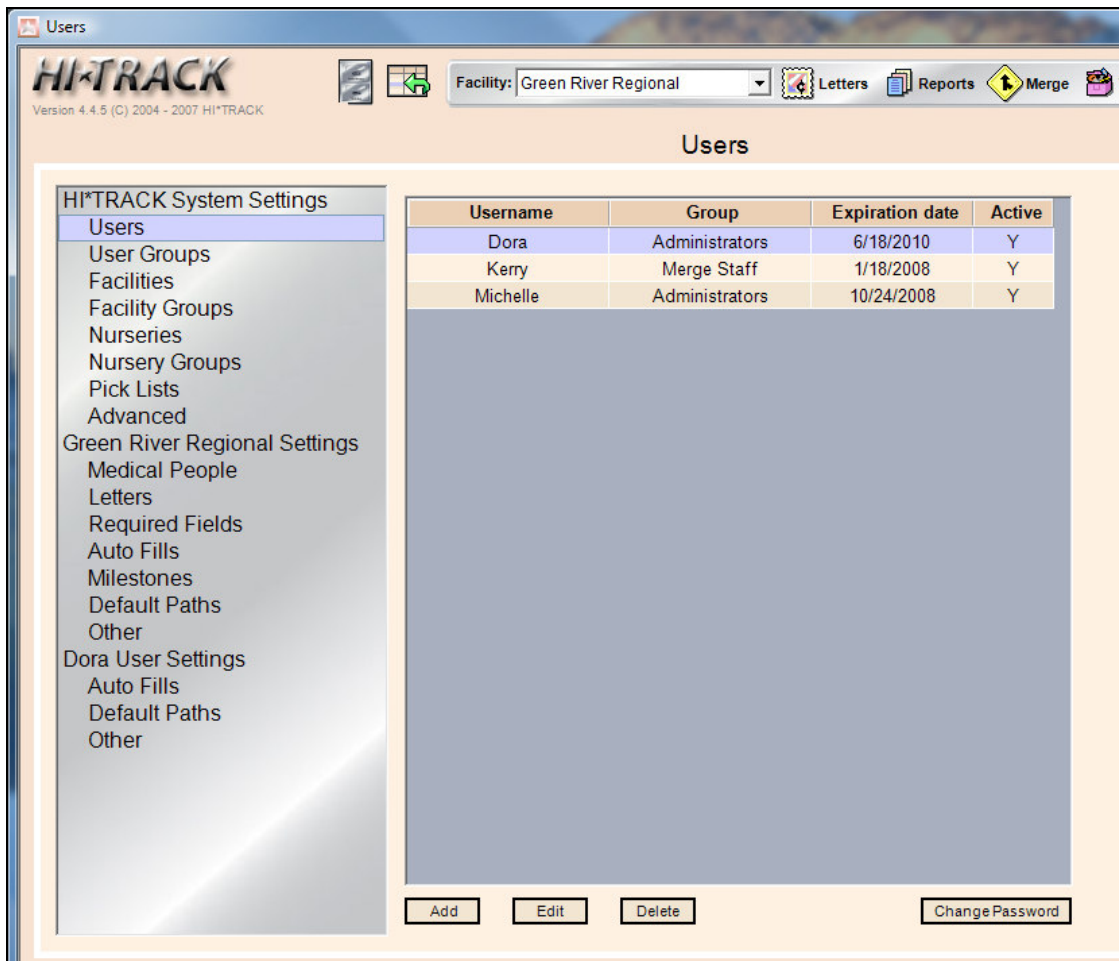 Users
HI*TRACK
Version 4.4.5 (C) 2004 - 2007 HI*TRACK
Facility: Green River Regional Letters Reports Merge
Users
HI*TRACK System Settings
Users
User Groups
Facilities
Facility Groups
Nurseries
Nursery Groups
Pick Lists
Advanced
Green River Regional Settings
Medical People
Letters
Required Fields
Auto Fills
Milestones
Default Paths
Other
Dora User Settings
Auto Fills
Default Paths
Other
Username Group Expiration date Active
Dora Administrators 6/18/2010 Y
Kerry Merge Staff 1/18/2008 Y
Michelle Administrators 10/24/2008 Y
Add Edit Delete Change Password